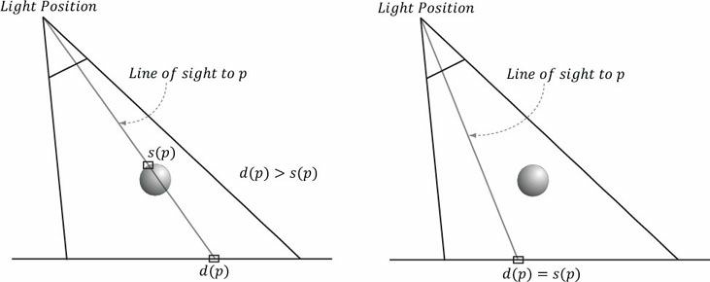 Light Position
Line of sight to p
s(p)
d(p) > s(p)
d(p)
Light Position
Line of sight to p
d(p) = s(p)